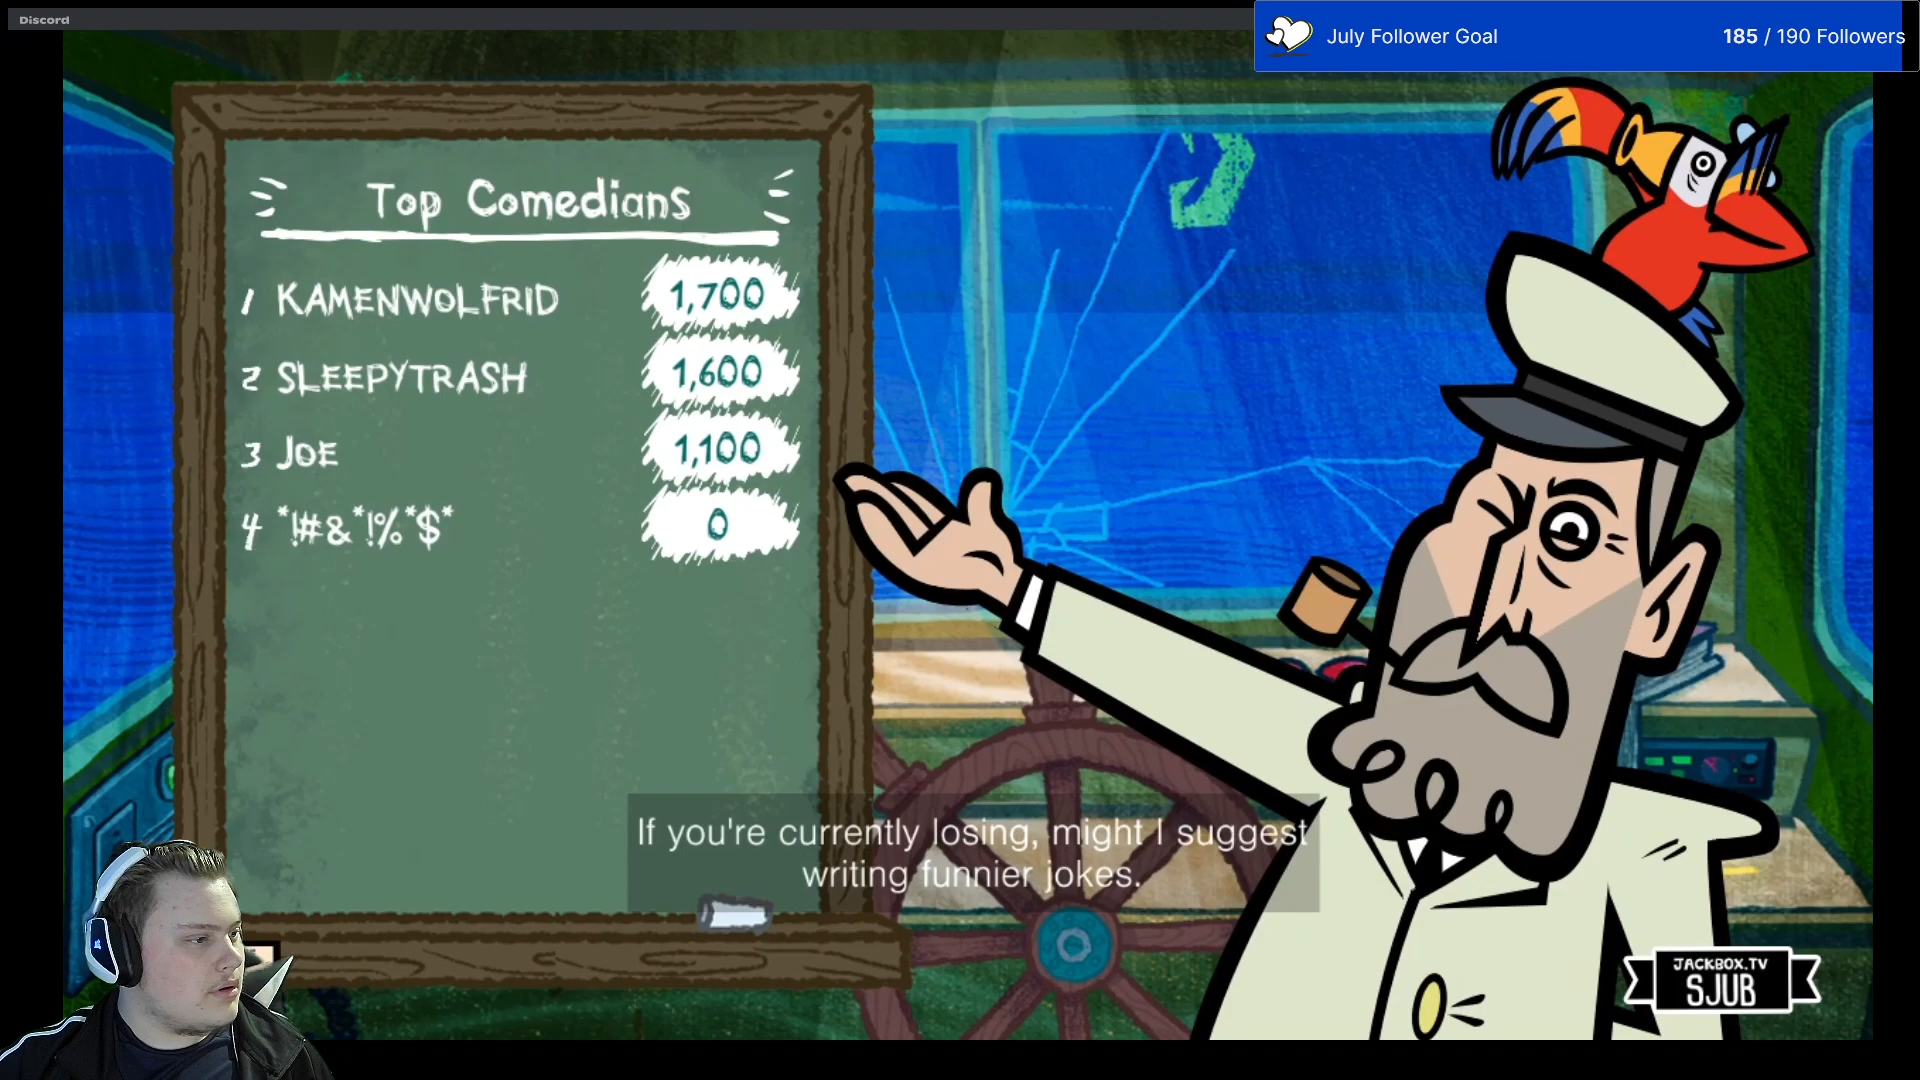 Discord
July Follower Goal
185 / 190 Followers
Top Comedians
1 KAMENWOLFRID 1,700
2 SLEEPYTRASH 1,600
3 JOE 1,100
4 *!#&*!%*$* 0
If you're currently losing, might I suggest
writing funnier jokes.
JACKBOX.TV
SJUB